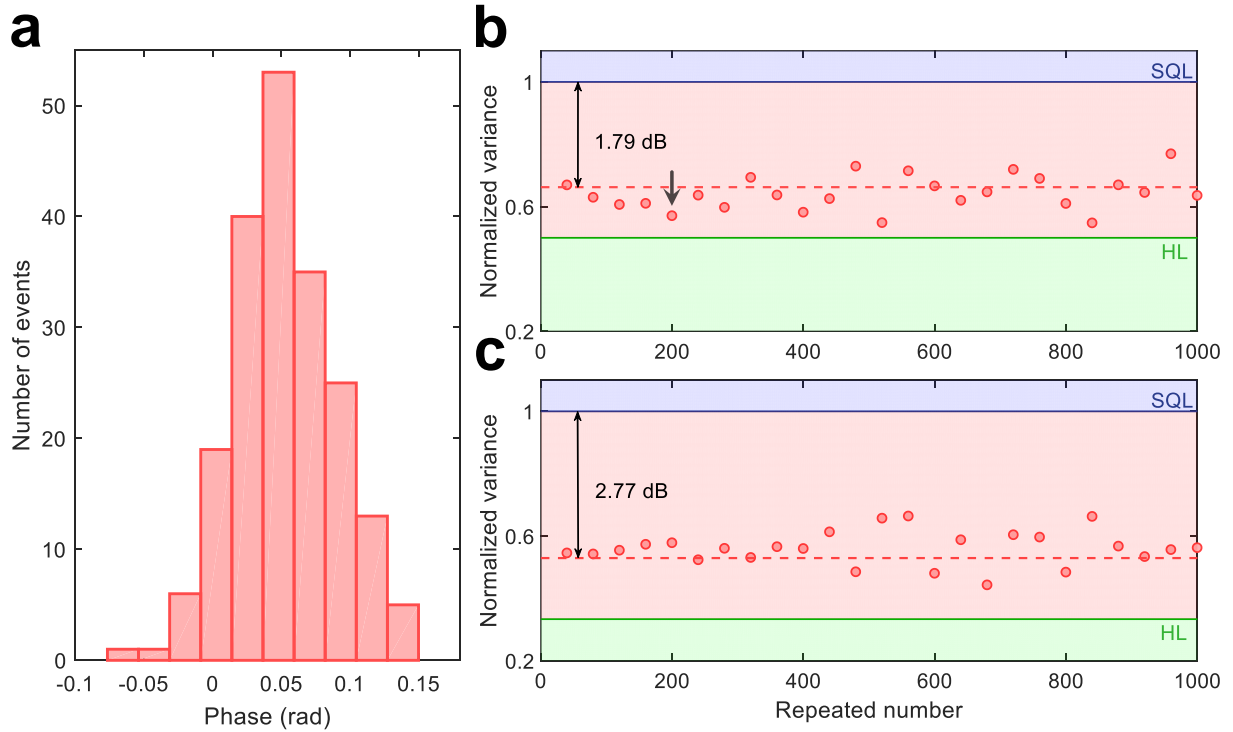 a
Number of events
50
40
30
20
10
0
-0.1 -0.05 0 0.05 0.1 0.15
Phase (rad)
b
Normalized variance
1
0.6
0.2
SQL
1.79 dB
HL
0 200 400 600 800 1000
c
Normalized variance
1
0.6
0.2
SQL
2.77 dB
HL
0 200 400 600 800 1000
Repeated number